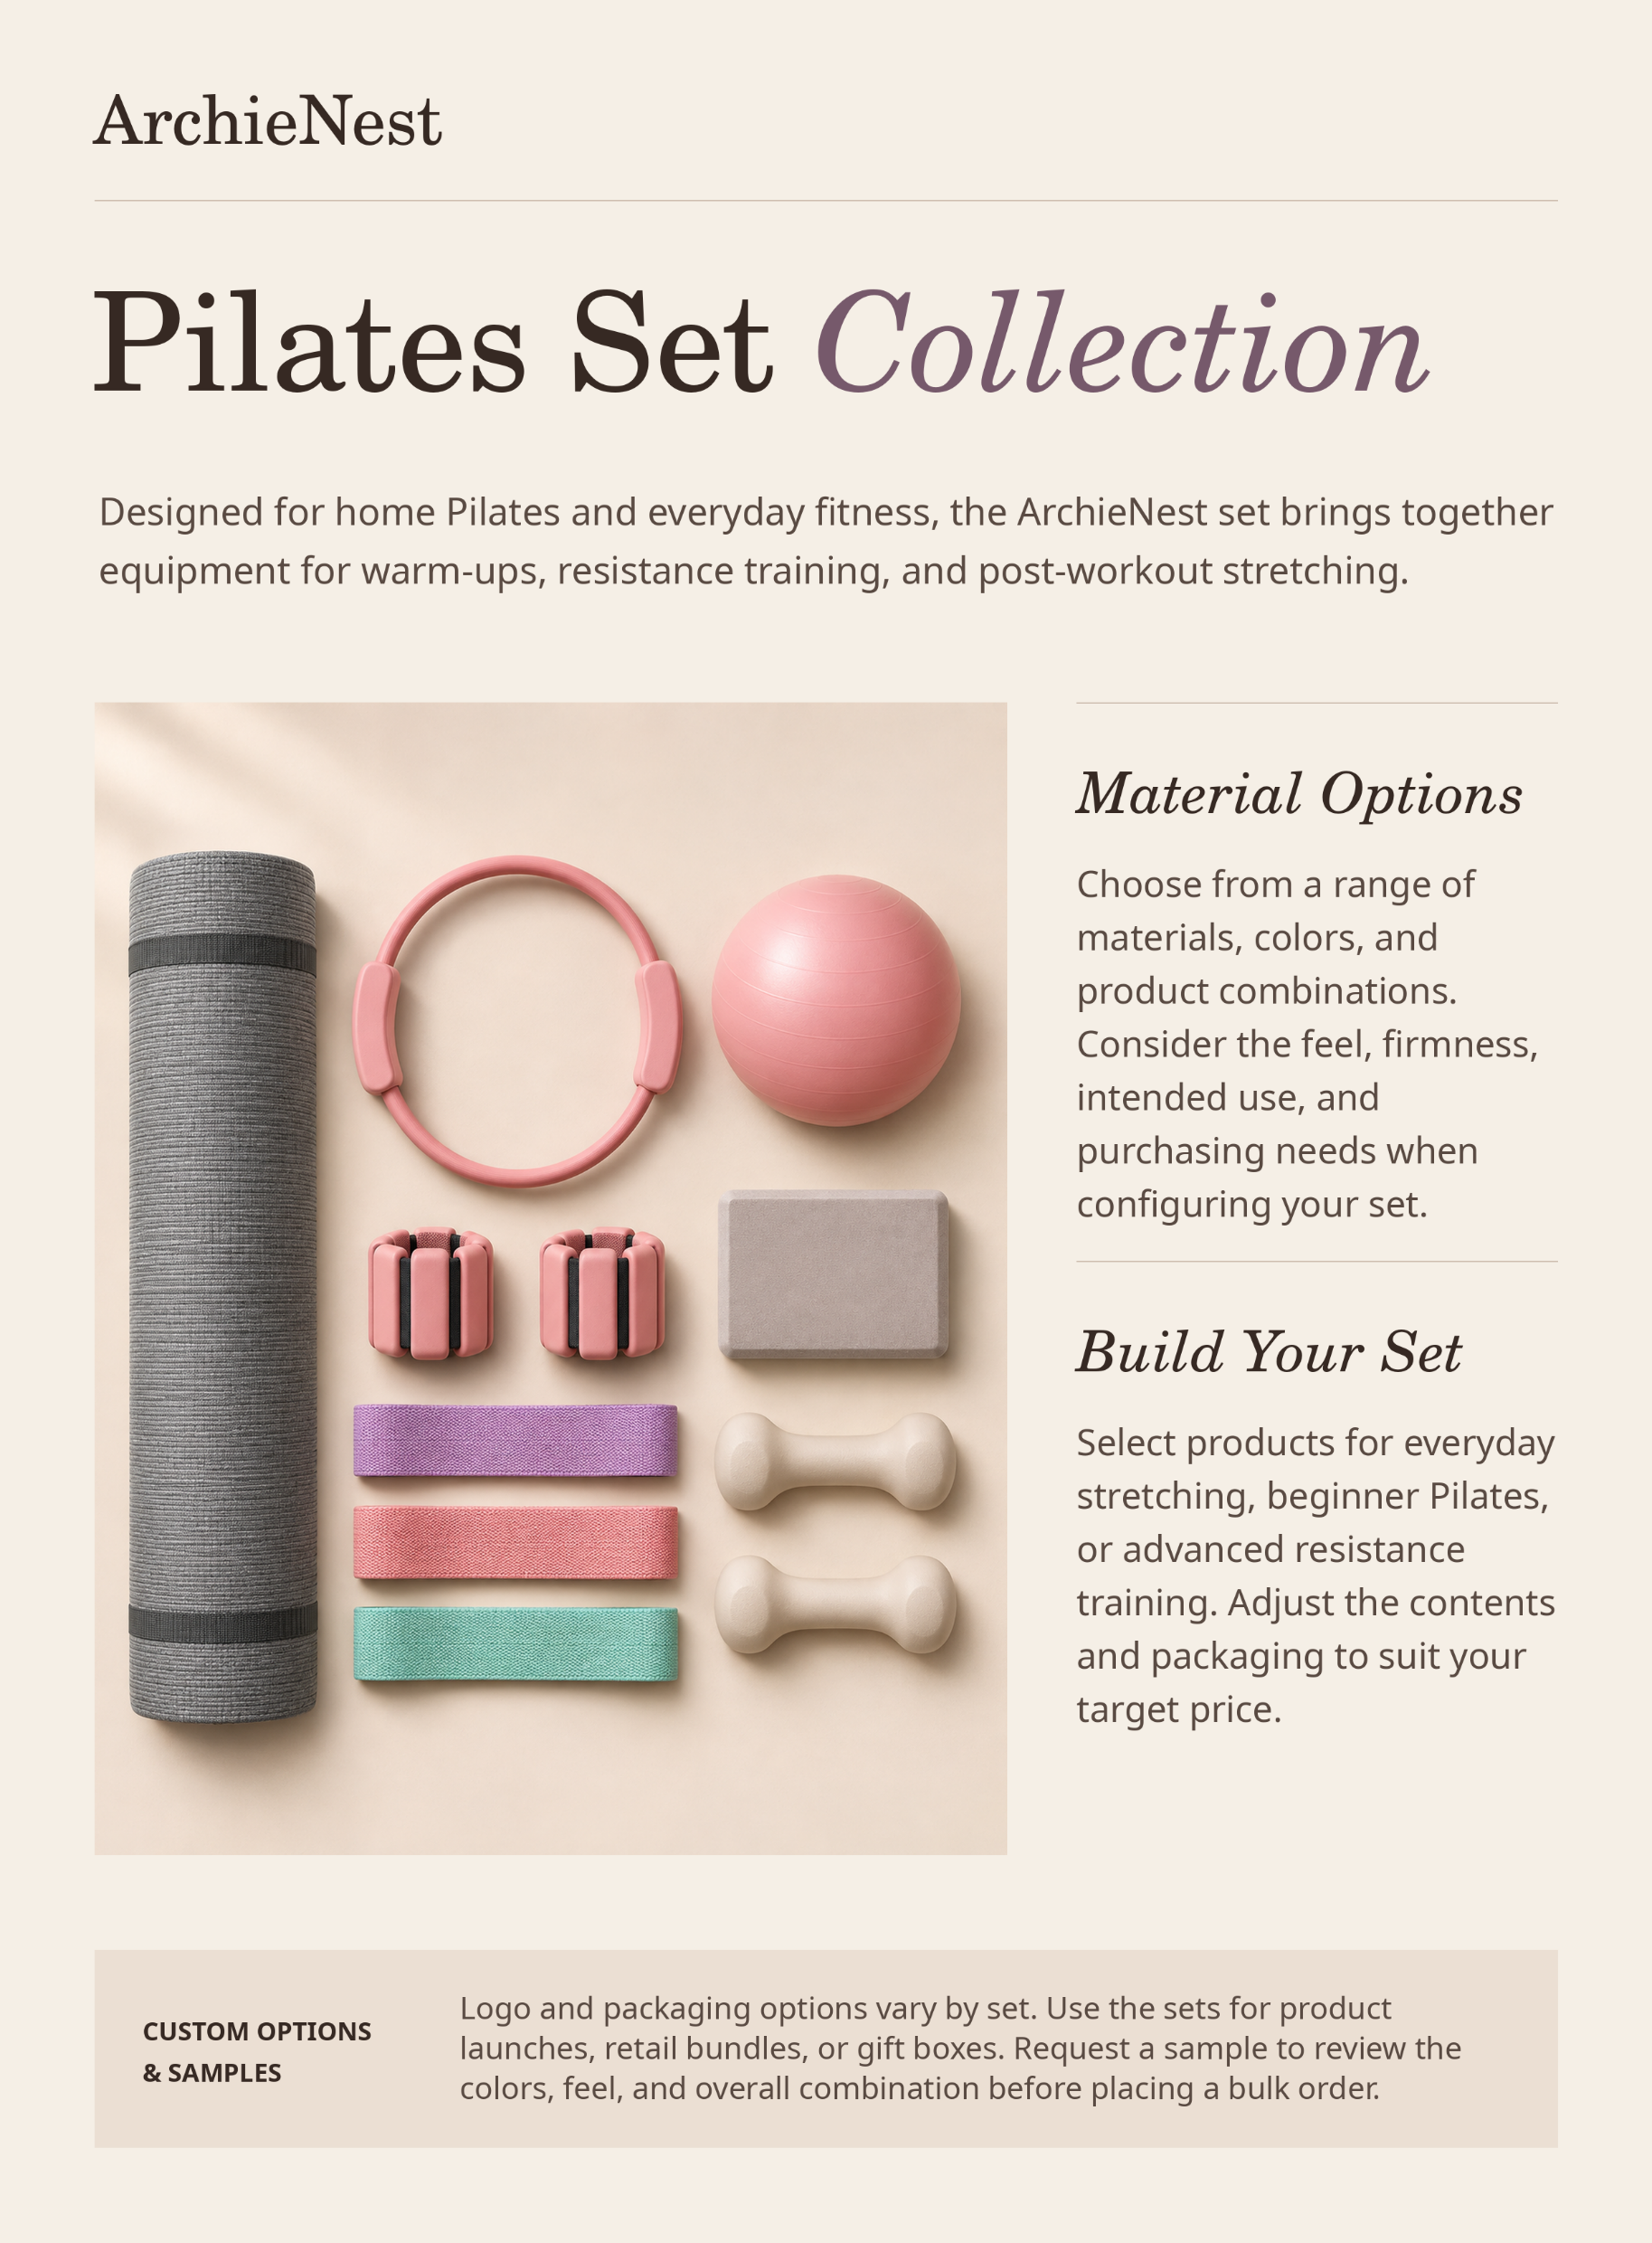 ArchieNest
Pilates Set Collection
Designed for home Pilates and everyday fitness, the ArchieNest set brings together
equipment for warm-ups, resistance training, and post-workout stretching.
Material Options
Choose from a range of
materials, colors, and
product combinations.
Consider the feel, firmness,
intended use, and
purchasing needs when
configuring your set.
Build Your Set
Select products for everyday
stretching, beginner Pilates,
or advanced resistance
training. Adjust the contents
and packaging to suit your
target price.
CUSTOM OPTIONS
& SAMPLES
Logo and packaging options vary by set. Use the sets for product
launches, retail bundles, or gift boxes. Request a sample to review the
colors, feel, and overall combination before placing a bulk order.